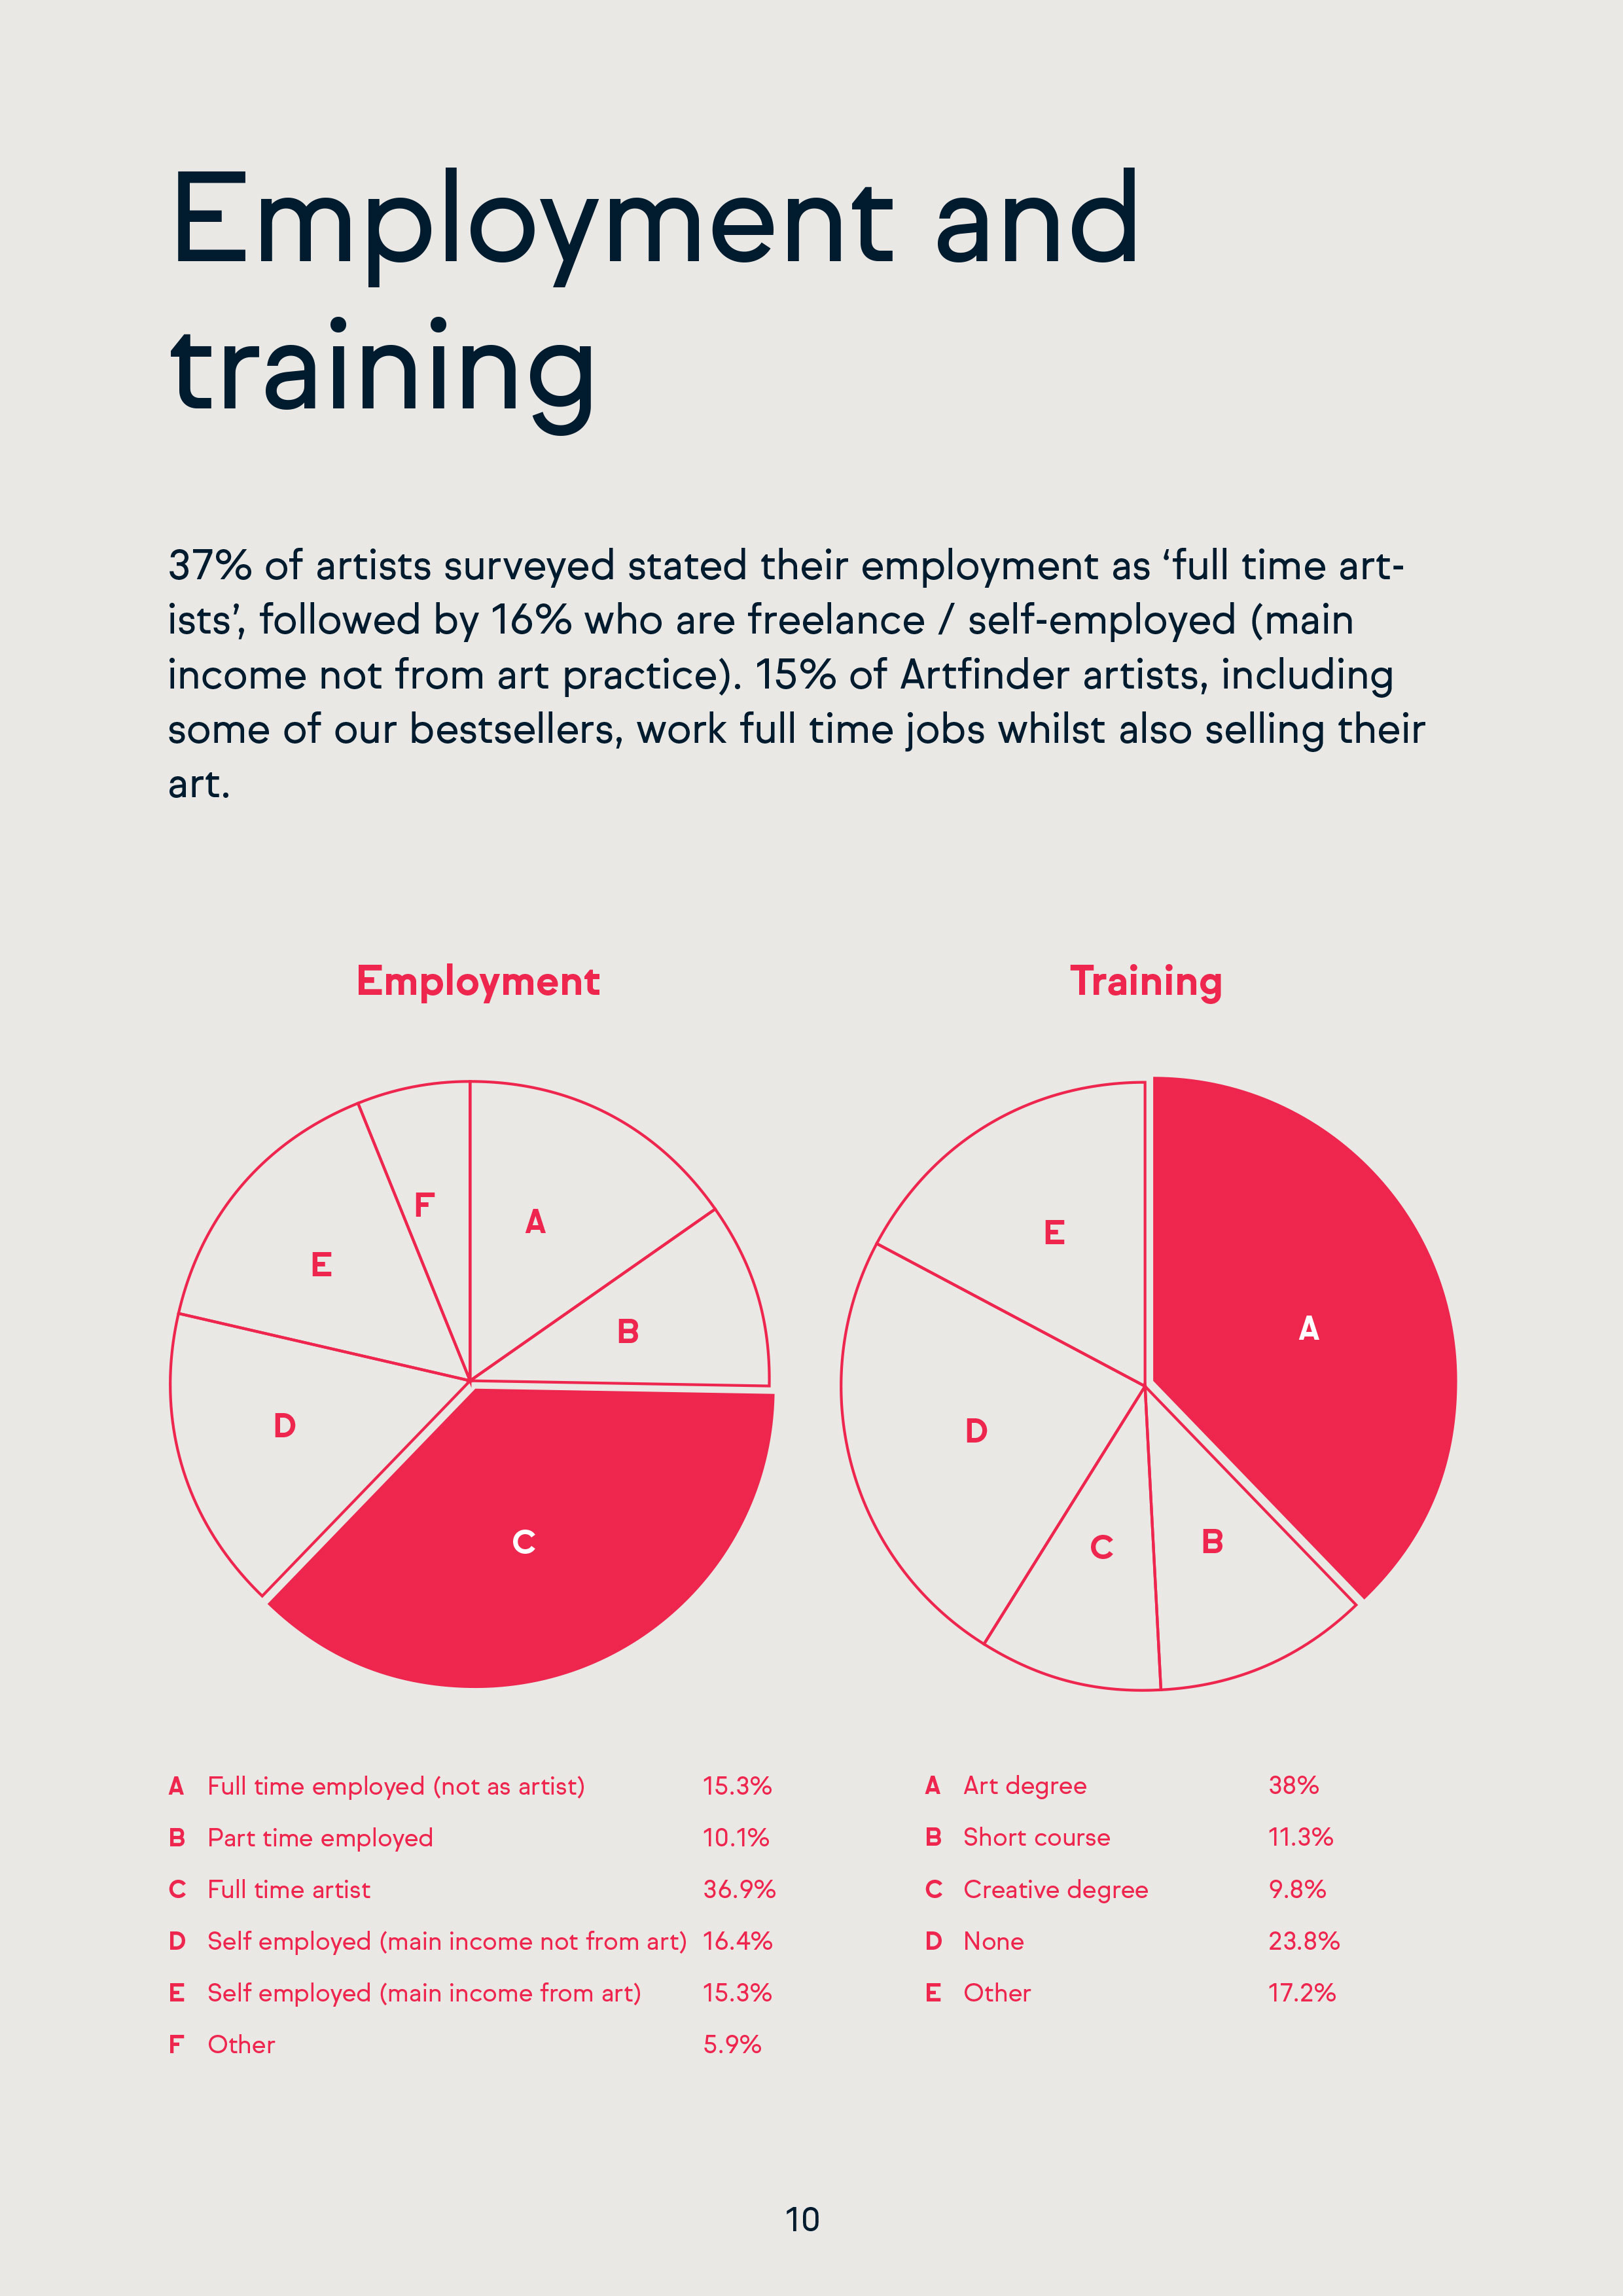 Employment and
training
37% of artists surveyed stated their employment as ‘full time art-
ists’, followed by 16% who are freelance / self-employed (main
income not from art practice). 15% of Artfinder artists, including
some of our bestsellers, work full time jobs whilst also selling their
art.
Employment
F
A
E
B
D
C
A Full time employed (not as artist) 15.3%
B Part time employed 10.1%
C Full time artist 36.9%
D Self employed (main income not from art) 16.4%
E Self employed (main income from art) 15.3%
F Other 5.9%
Training
E
A
D
C
B
A Art degree 38%
B Short course 11.3%
C Creative degree 9.8%
D None 23.8%
E Other 17.2%
10